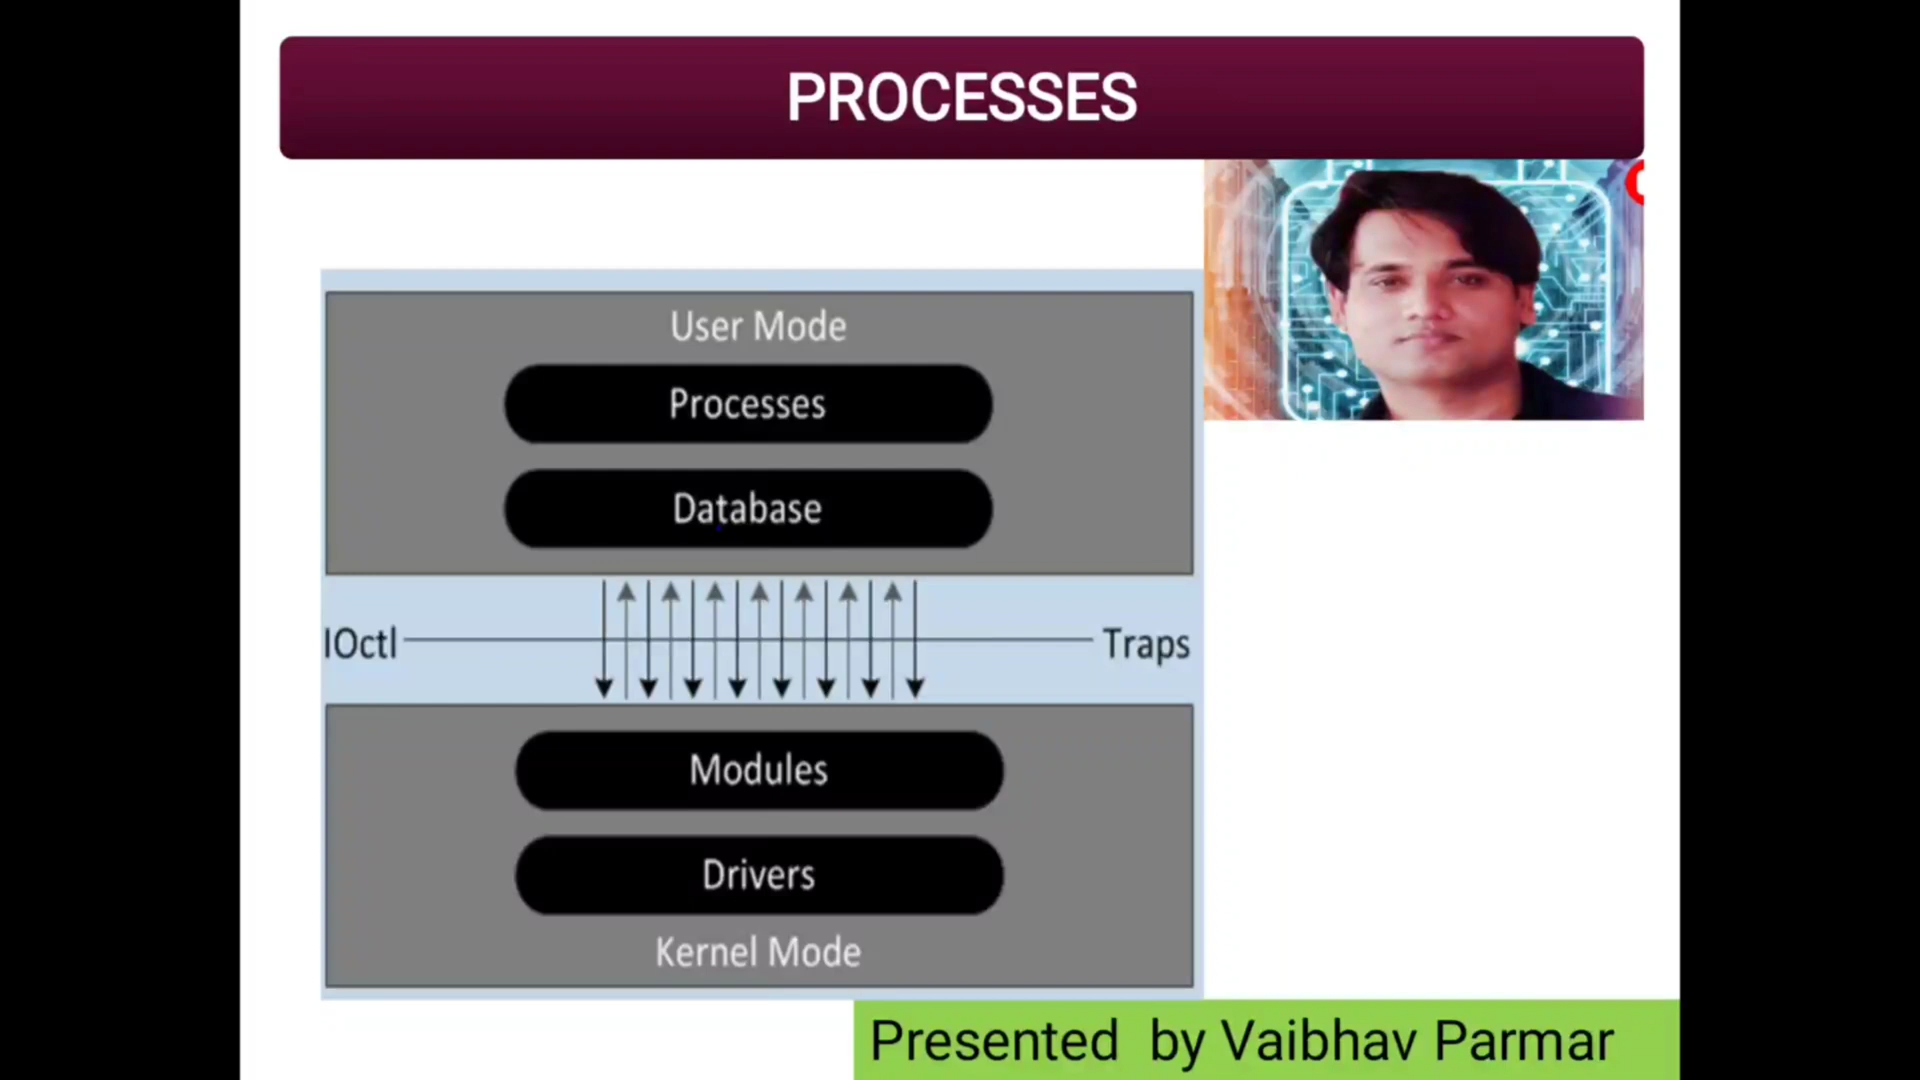 PROCESSES
User Mode
Processes
Database
IOctl
Traps
Modules
Drivers
Kernel Mode
Presented by Vaibhav Parmar